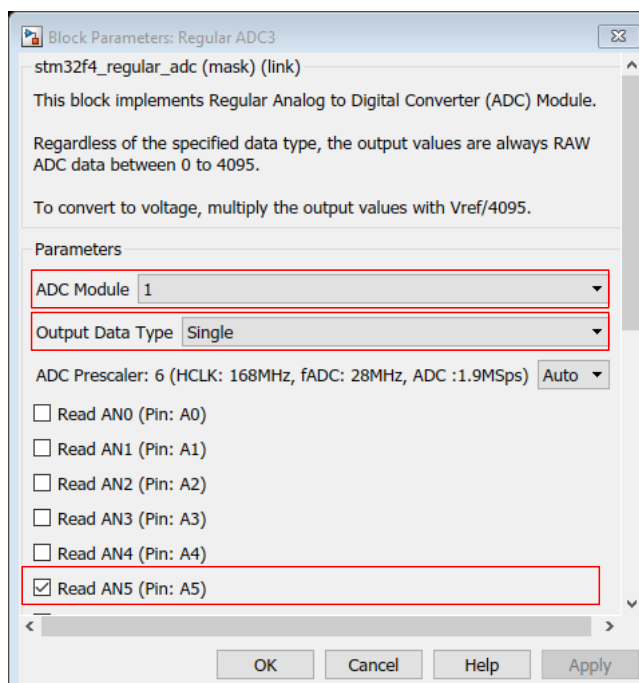 Block Parameters: Regular ADC3
stm32f4_regular_adc (mask) (link)
This block implements Regular Analog to Digital Converter (ADC) Module.
Regardless of the specified data type, the output values are always RAW
ADC data between 0 to 4095.
To convert to voltage, multiply the output values with Vref/4095.
Parameters
ADC Module 1
Output Data Type Single
ADC Prescaler: 6 (HCLK: 168MHz, fADC: 28MHz, ADC :1.9MSps) Auto
Read AN0 (Pin: A0)
Read AN1 (Pin: A1)
Read AN2 (Pin: A2)
Read AN3 (Pin: A3)
Read AN4 (Pin: A4)
Read AN5 (Pin: A5)
OK Cancel Help Apply